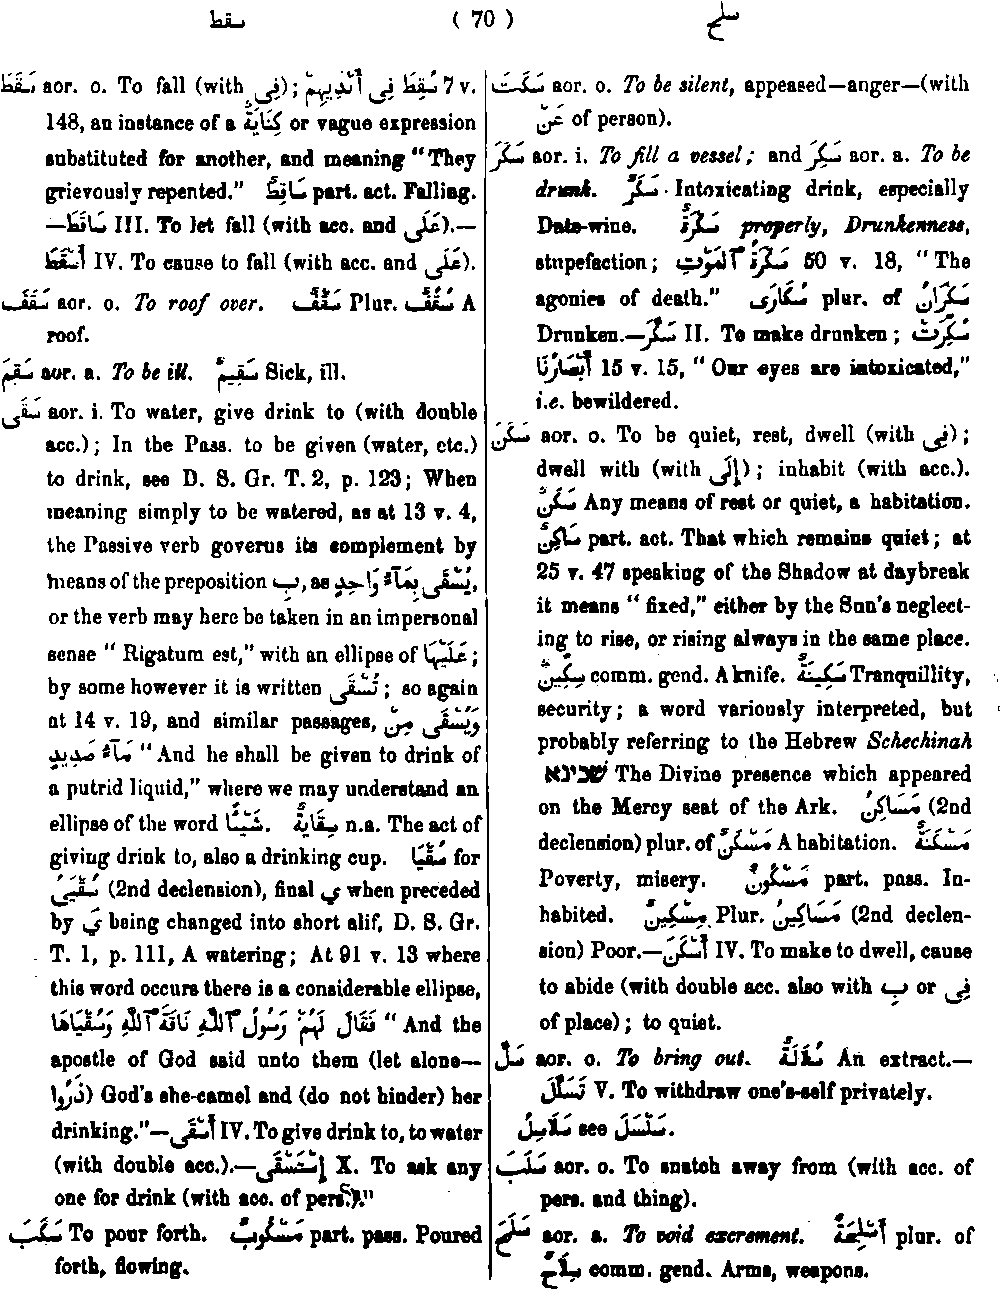 سقط
( 70 )
سلح
سَقَطَ aor. o. To fall (with فِى); سُقِطَ فِى أَيْدِيهِمْ 7 v.
148, an instance of a كِنَايَةٌ or vague expression
substituted for another, and meaning "They
grievously repented." سَاقِطٌ part. act. Falling.
—سَاقَطَ III. To let fall (with acc. and عَلَى).—
أَسْقَطَ IV. To cause to fall (with acc. and عَلَى).
سَقَفَ aor. o. To roof over. سَقْفٌ Plur. سُقُفٌ A
roof.
سَقِمَ aor. a. To be ill. سَقِيمٌ Sick, ill.
سَقَى aor. i. To water, give drink to (with double
acc.); In the Pass. to be given (water, etc.)
to drink, see D. S. Gr. T. 2, p. 123; When
meaning simply to be watered, as at 13 v. 4,
the Passive verb governs its complement by
means of the preposition بِ, as يُسْقَى بِمَآءٍ وَاحِدٍ,
or the verb may here be taken in an impersonal
sense " Rigatum est," with an ellipse of عَلَيْهَا;
by some however it is written تُسْقَى; so again
at 14 v. 19, and similar passages, وَيُسْقَى مِنْ
مَآءٍ صَدِيدٍ "And he shall be given to drink of
a putrid liquid," where we may understand an
ellipse of the word شَيْئًا. سِقَايَةٌ n.a. The act of
giving drink to, also a drinking cup. سُقْيَا for
سُقْيَىُ (2nd declension), final ي when preceded
by يَ being changed into short alif, D. S. Gr.
T. 1, p. 111, A watering; At 91 v. 13 where
this word occurs there is a considerable ellipse,
فَقَالَ لَهُمْ رَسُولُ ٱللّٰهِ نَاقَةَ ٱللّٰهِ وَسُقْيَاهَا "And the
apostle of God said unto them (let alone—
ذَرُوا) God's she-camel and (do not hinder) her
drinking."—أَسْقَى IV. To give drink to, to water
(with double acc.).—إِسْتَسْقَى X. To ask any
one for drink (with acc. of pers.)."
سَكَبَ To pour forth. مَسْكُوبٌ part. pass. Poured
forth, flowing.
سَكَتَ aor. o. To be silent, appeased—anger—(with
عَنْ of person).
سَكَرَ aor. i. To fill a vessel; and سَكِرَ aor. a. To be
drunk. سَكَرٌ Intoxicating drink, especially
Date-wine. سَكْرَةٌ properly, Drunkenness,
stupefaction; سَكْرَةُ ٱلْمَوْتِ 50 v. 18, "The
agonies of death." سُكَارَى plur. of سَكْرَانُ
Drunken.—سَكَّرَ II. To make drunken; سُكِّرَتْ
أَبْصَارُنَا 15 v. 15, "Our eyes are intoxicated,"
i.e. bewildered.
سَكَنَ aor. o. To be quiet, rest, dwell (with فِى);
dwell with (with إِلَى); inhabit (with acc.).
سَكَنٌ Any means of rest or quiet, a habitation.
سَاكِنٌ part. act. That which remains quiet; at
25 v. 47 speaking of the Shadow at daybreak
it means "fixed," either by the Sun's neglect-
ing to rise, or rising always in the same place.
سِكِّينٌ comm. gend. A knife. سَكِينَةٌ Tranquillity,
security; a word variously interpreted, but
probably referring to the Hebrew Schechinah
שׁכינא The Divine presence which appeared
on the Mercy seat of the Ark. مَسَاكِنُ (2nd
declension) plur. of مَسْكَنٌ A habitation. مَسْكَنَةٌ
Poverty, misery. مَسْكُونٌ part. pass. In-
habited. مِسْكِينٌ Plur. مَسَاكِينُ (2nd declen-
sion) Poor.—أَسْكَنَ IV. To make to dwell, cause
to abide (with double acc. also with بِ or فِى
of place); to quiet.
سَلَّ aor. o. To bring out. سُلَالَةٌ An extract.—
تَسَلَّلَ V. To withdraw one's-self privately.
سَلَاسِلُ see سَلْسَلَ.
سَلَبَ aor. o. To snatch away from (with acc. of
pers. and thing).
سَلَحَ aor. a. To void excrement. أَسْلِحَةٌ plur. of
سِلَاحٌ comm. gend. Arms, weapons.